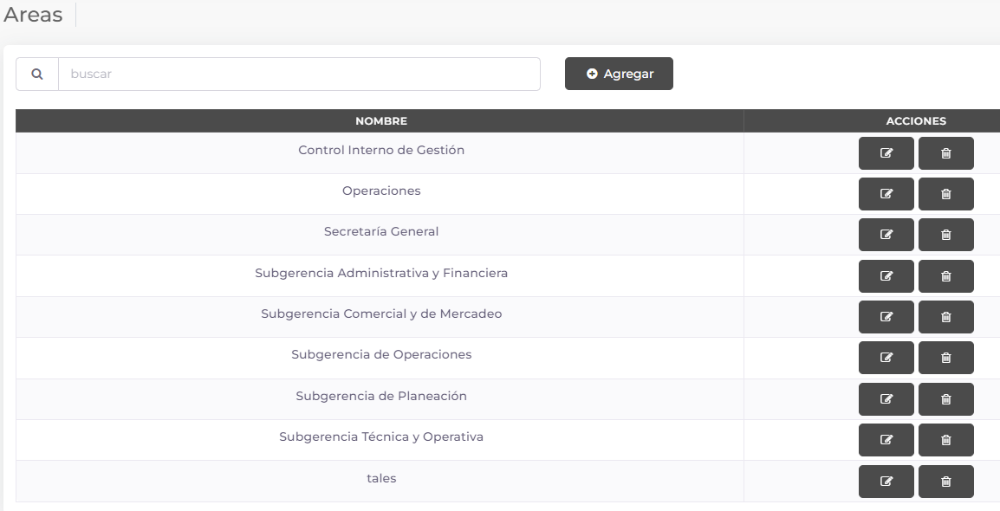 Areas
buscar
Agregar
NOMBRE ACCIONES
Control Interno de Gestión
Operaciones
Secretaría General
Subgerencia Administrativa y Financiera
Subgerencia Comercial y de Mercadeo
Subgerencia de Operaciones
Subgerencia de Planeación
Subgerencia Técnica y Operativa
tales